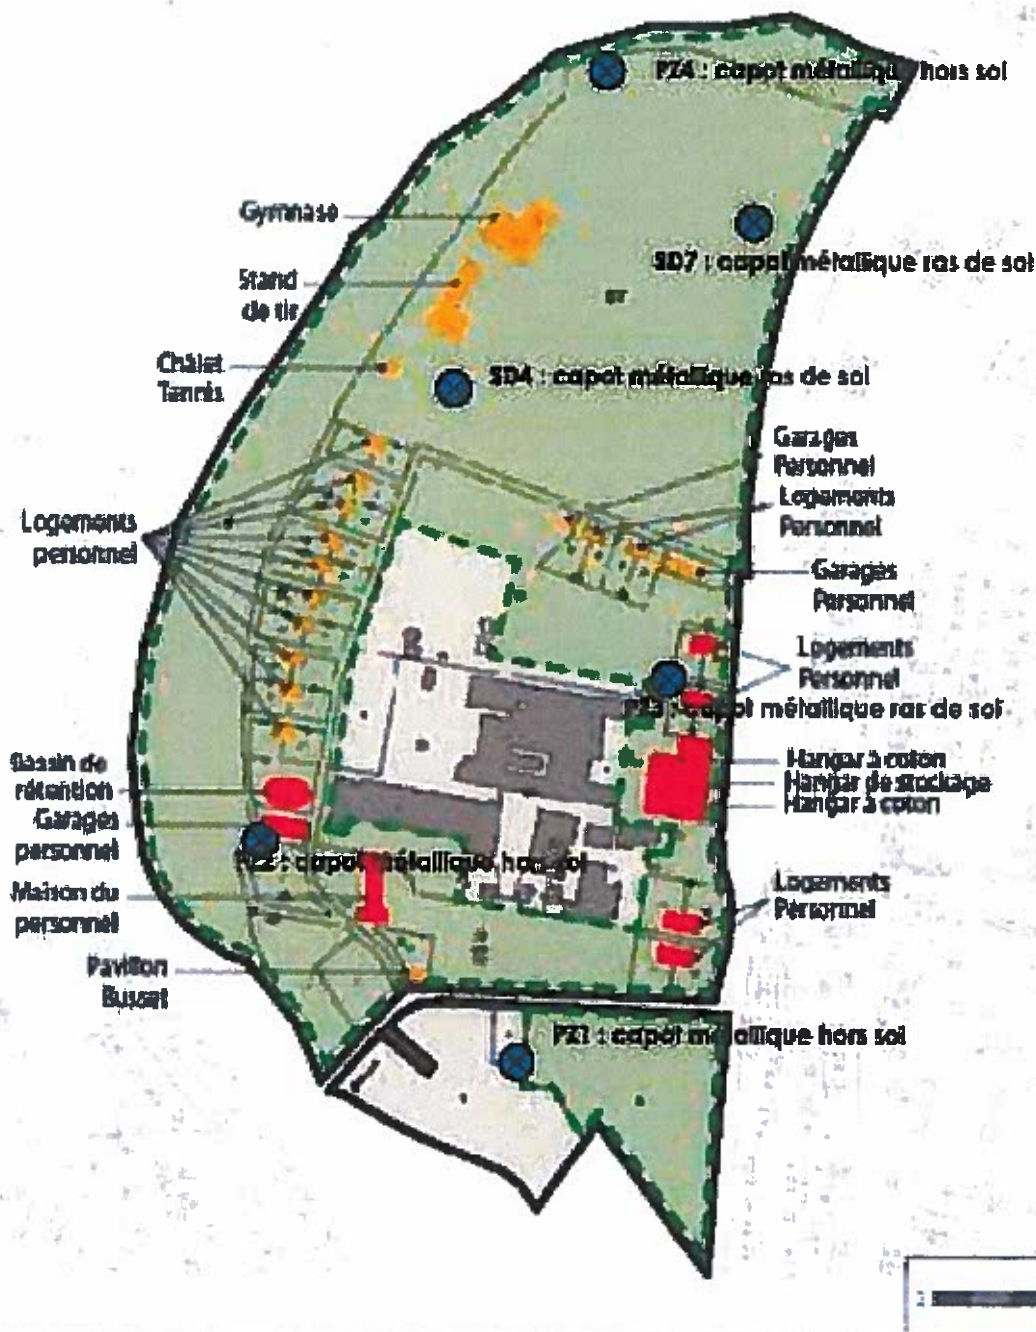 PZ4 : capot métallique hors sol
Gymnase
SD7 : capot métallique ras de sol
Stand
de tir
Châlet
Tennis
SD4 : capot métallique ras de sol
Garages
Personnel
Logements
Personnel
Logements
personnel
Garages
Personnel
Logements
Personnel
capot métallique ras de sol
Bassin de
rétention
Hangar à coton
Hangar de stockage
Hangar à coton
Garages
personnel
: capot métallique hors sol
Maison du
personnel
Logements
Personnel
Pavillon
Busset
PZ1 : capot métallique hors sol